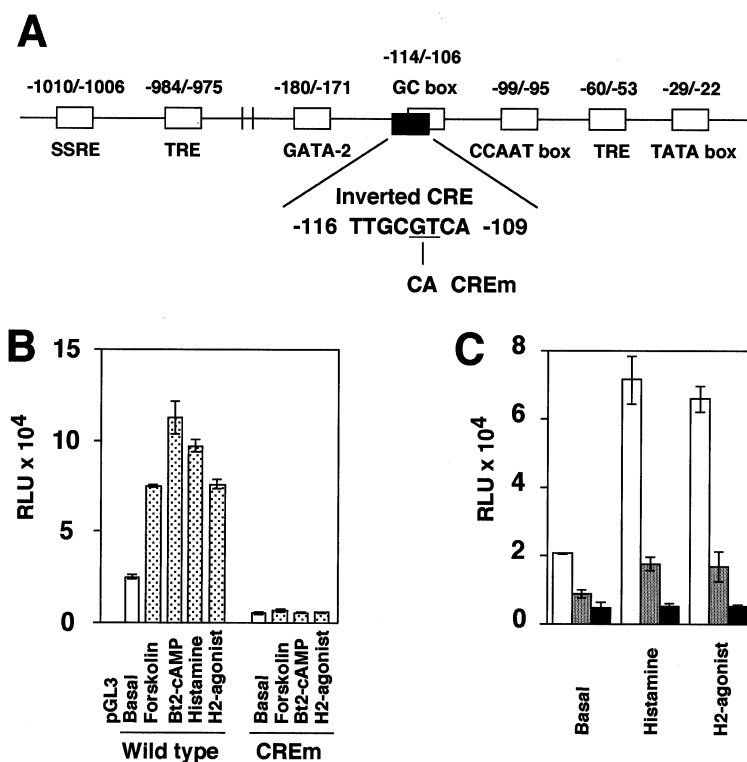 A
-114/-106
-1010/-1006 -984/-975 -180/-171 GC box -99/-95 -60/-53 -29/-22
SSRE TRE GATA-2 CCAAT box TRE TATA box
Inverted CRE
-116 TTGCGTCA -109
CA CREm
B
15
10
5
0
RLU x 10⁴
pGL3
Basal
Forskolin
Bt2-cAMP
Histamine
H2-agonist
Wild type
Basal
Forskolin
Bt2-cAMP
H2-agonist
CREm
C
8
6
4
2
0
RLU x 10⁴
Basal
Histamine
H2-agonist